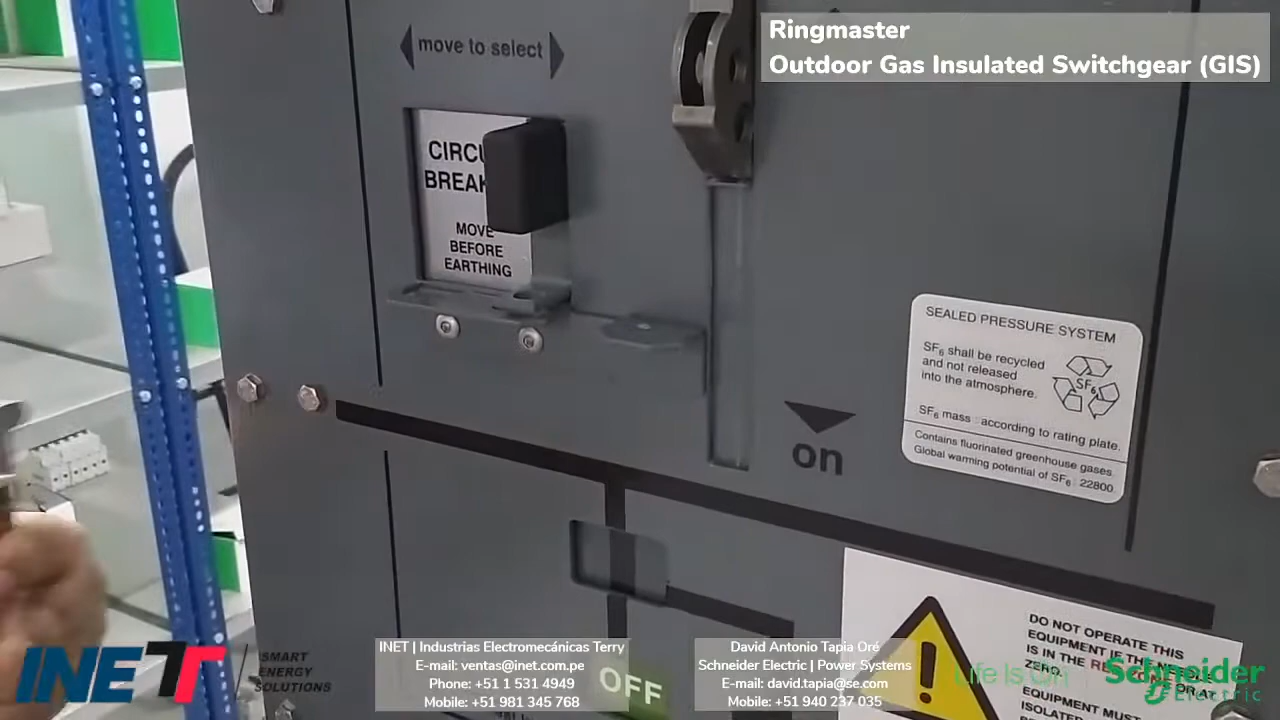 Ringmaster
Outdoor Gas Insulated Switchgear (GIS)
move to select
CIRCU
BREAK
MOVE
BEFORE
EARTHING
SEALED PRESSURE SYSTEM
SF6 shall be recycled
and not released
into the atmosphere.
SF6
SF6 mass : according to rating plate.
Contains fluorinated greenhouse gases.
Global warming potential of SF6 : 22800
on
OFF
DO NOT OPERATE THIS
EQUIPMENT IF THE
IS IN THE RE
ZERO.
EQUIPMENT MUST
ISOLATED
INET
SMART
ENERGY
SOLUTIONS
INET | Industrias Electromecánicas Terry
E-mail: ventas@inet.com.pe
Phone: +51 1 531 4949
Mobile: +51 981 345 768
David Antonio Tapia Oré
Schneider Electric | Power Systems
E-mail: david.tapia@se.com
Mobile: +51 940 237 035
Life Is On
Schneider
Electric